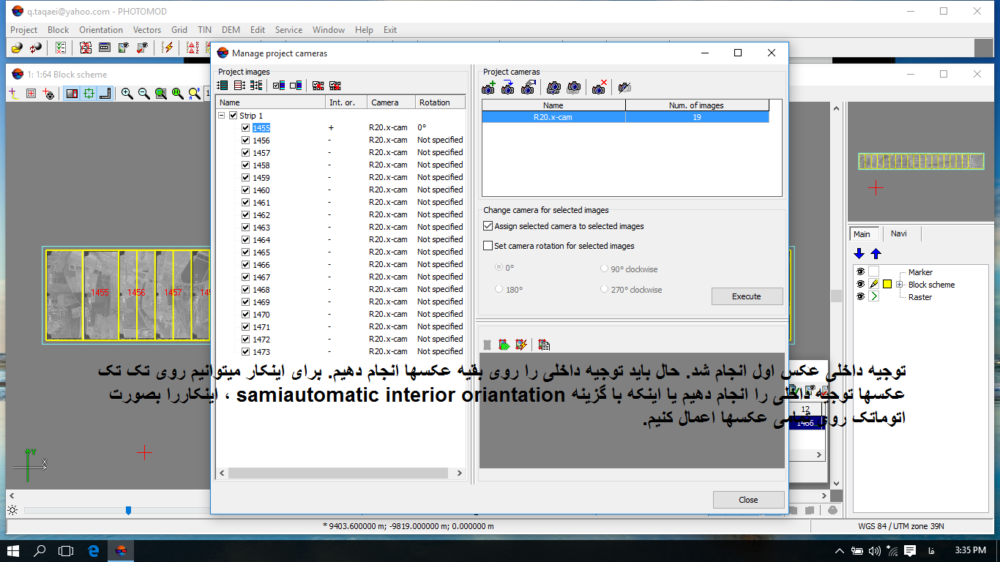 q.taqaei@yahoo.com - PHOTOMOD
Project Block Orientation Vectors Grid TIN DEM Edit Service Window Help Exit
Manage project cameras
1: 1:64 Block scheme
Project images
Name Int. or. Camera Rotation
Strip 1
1455 + R20.x-cam 0°
1456 - R20.x-cam Not specified
1457 - R20.x-cam Not specified
1458 - R20.x-cam Not specified
1459 - R20.x-cam Not specified
1460 - R20.x-cam Not specified
1461 - R20.x-cam Not specified
1462 - R20.x-cam Not specified
1463 - R20.x-cam Not specified
1464 - R20.x-cam Not specified
1465 - R20.x-cam Not specified
1466 - R20.x-cam Not specified
1467 - R20.x-cam Not specified
1468 - R20.x-cam Not specified
1469 - R20.x-cam Not specified
1470 - R20.x-cam Not specified
1471 - R20.x-cam Not specified
1472 - R20.x-cam Not specified
1473 - R20.x-cam Not specified
Project cameras
Name Num. of images
R20.x-cam 19
Change camera for selected images
Assign selected camera to selected images
Set camera rotation for selected images
0° 90° clockwise
180° 270° clockwise
Execute
Close
1455 1456 1457
Main Navi
Marker
Block scheme
Raster
توجیه داخلی عکس اول انجام شد. حال باید توجیه داخلی را روی بقیه عکسها انجام دهیم. برای اینکار میتوانیم روی تک تک
عکسها توجیه داخلی را انجام دهیم یا اینکه با گزینه samiautomatic interior oriantation ، اینکاررا بصورت
اتوماتک روی تمامی عکسها اعمال کنیم.
12
1466...
Y
X
* 9403.600000 m; -9819.000000 m; 0.000000 m
WGS 84 / UTM zone 39N
فا
3:35 PM